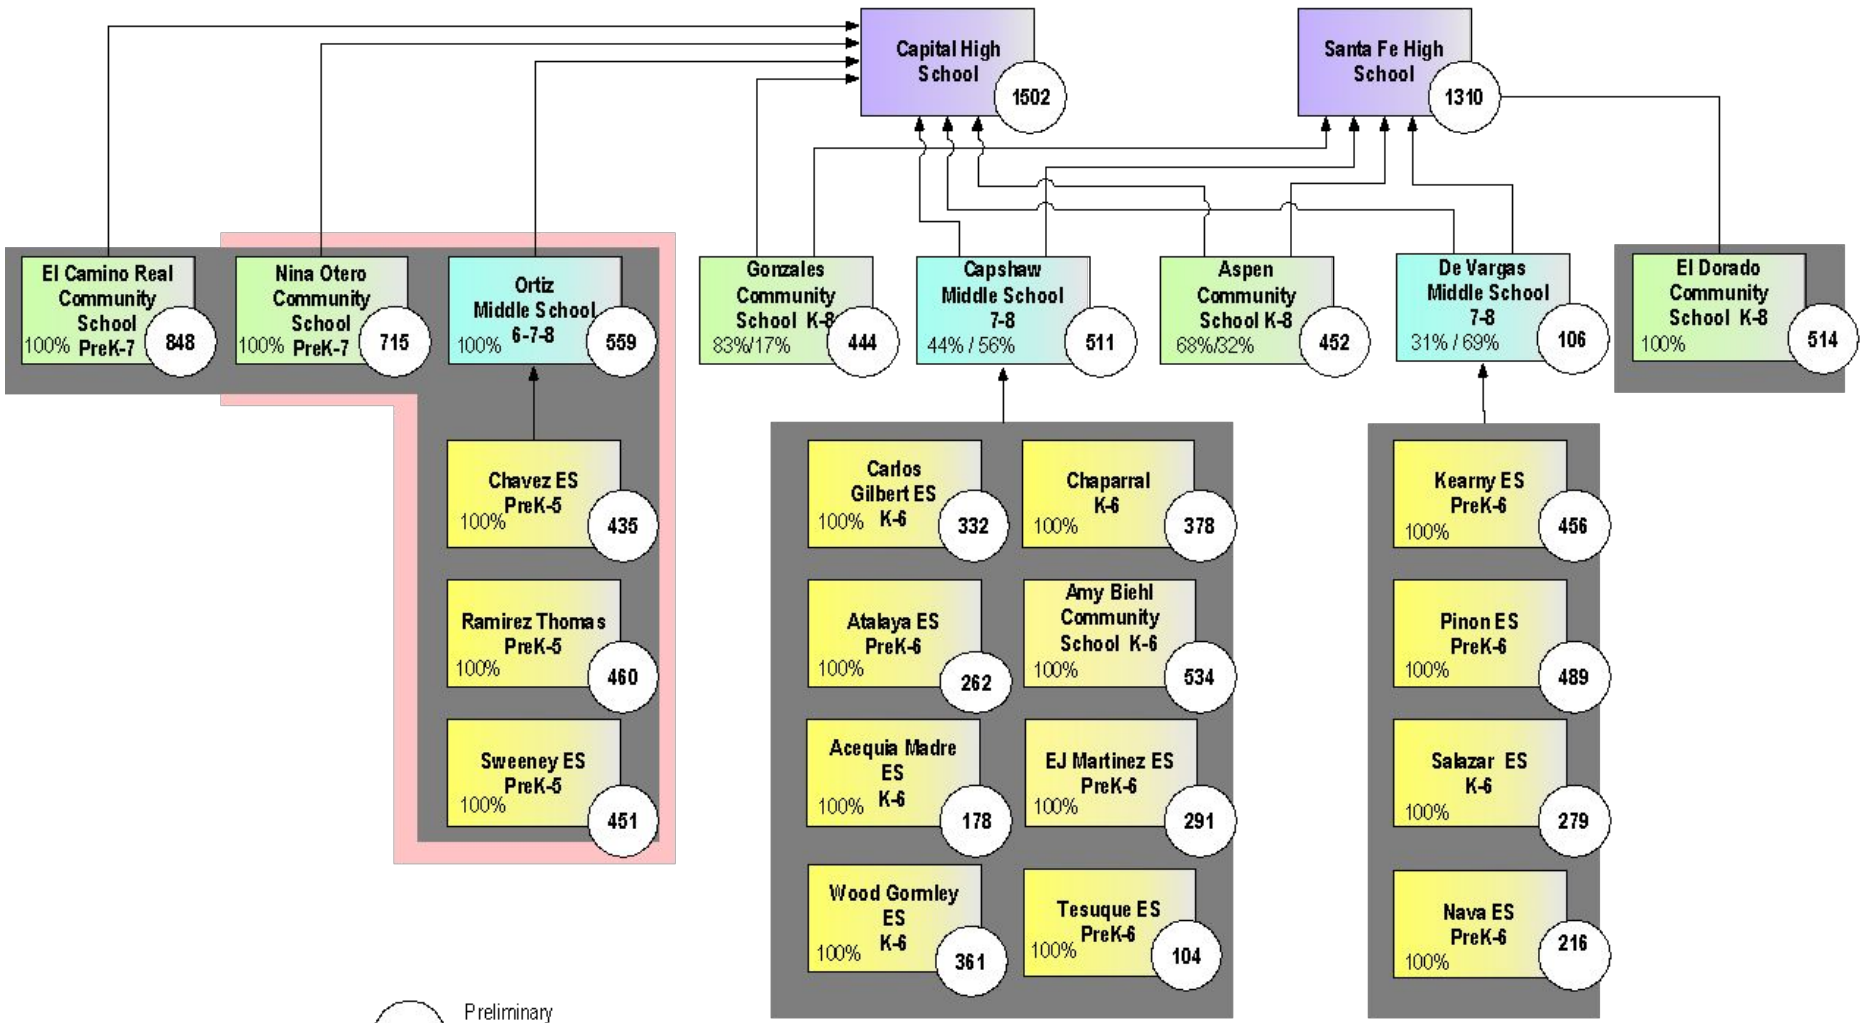 Capital High
School
1502
Santa Fe High
School
1310
El Camino Real
Community
School
100% PreK-7
848
Nina Otero
Community
School
100% PreK-7
715
Ortiz
Middle School
100% 6-7-8
559
Gonzales
Community
School K-8
83%/17%
444
Capshaw
Middle School
7-8
44% / 56%
511
Aspen
Community
School K-8
68%/32%
452
De Vargas
Middle School
7-8
31% / 69%
106
El Dorado
Community
School K-8
100%
514
Chavez ES
PreK-5
100%
435
Ramirez Thomas
PreK-5
100%
460
Sweeney ES
PreK-5
100%
451
Carlos
Gilbert ES
100% K-6
332
Chaparral
K-6
100%
378
Atalaya ES
PreK-6
100%
262
Amy Biehl
Community
School K-6
100%
534
Acequia Madre
ES
100% K-6
178
EJ Martinez ES
PreK-6
100%
291
Wood Gormley
ES
K-6
100%
361
Tesuque ES
PreK-6
100%
104
Kearny ES
PreK-6
100%
456
Pinon ES
PreK-6
100%
489
Salazar ES
K-6
100%
279
Nava ES
PreK-6
100%
216
Preliminary